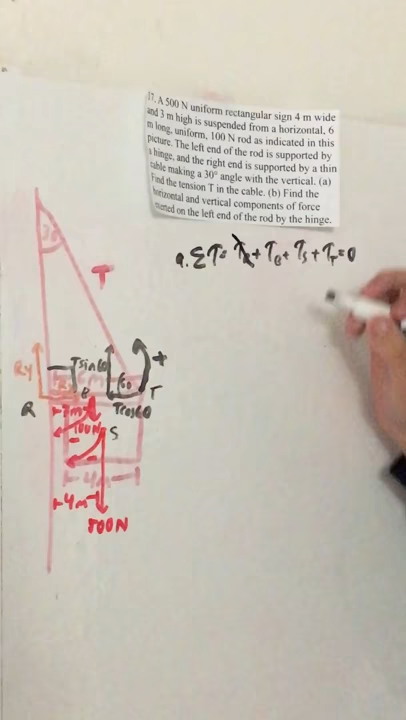 17. A 500 N uniform rectangular sign 4 m wide
and 3 m high is suspended from a horizontal, 6
m long, uniform, 100 N rod as indicated in this
picture. The left end of the rod is supported by
a hinge, and the right end is supported by a thin
cable making a 30° angle with the vertical. (a)
Find the tension T in the cable. (b) Find the
horizontal and vertical components of force
exerted on the left end of the rod by the hinge.
a. ΣT= T_R + T_B + T_S + T_T = 0
30
T
Ry
Tsin60
+
60
B
T
R
Tcos60
100N
S
4m
4m
500N